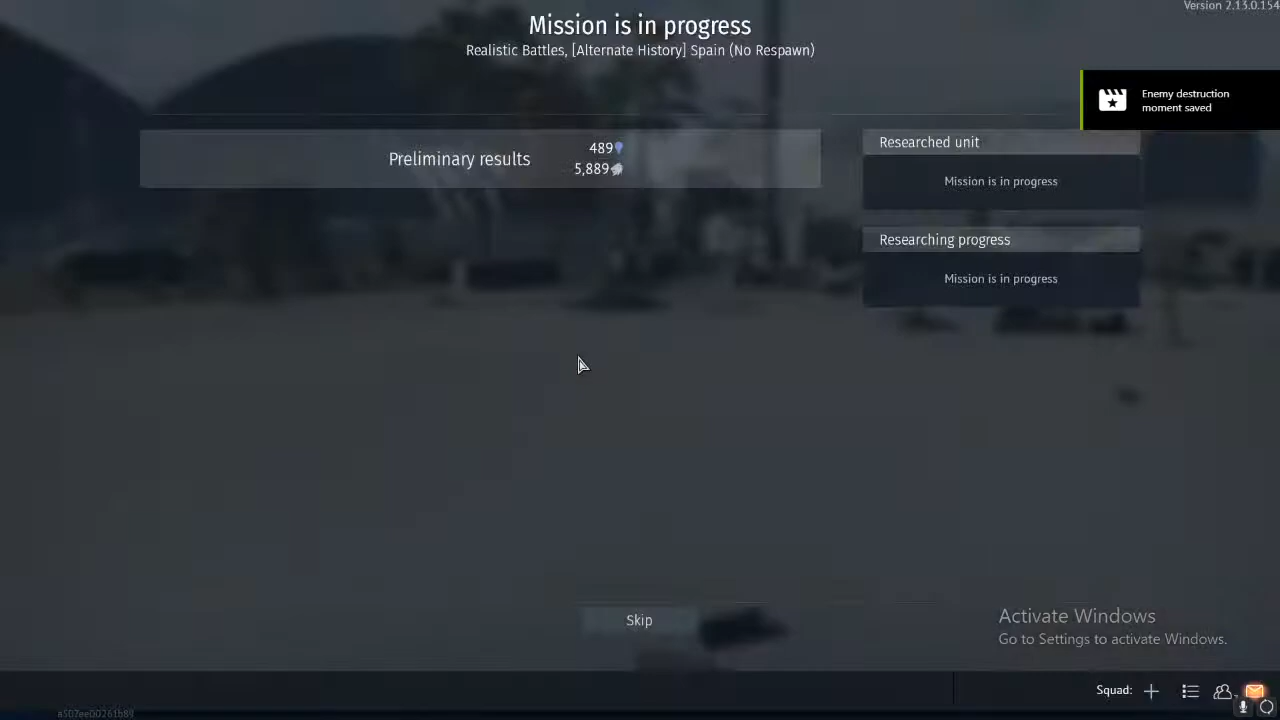 Version 2.13.0.154
Mission is in progress
Realistic Battles, [Alternate History] Spain (No Respawn)
Enemy destruction
moment saved
Preliminary results
489
5,889
Researched unit
Mission is in progress
Researching progress
Mission is in progress
Skip
Activate Windows
Go to Settings to activate Windows.
Squad:
a507ee00261b89